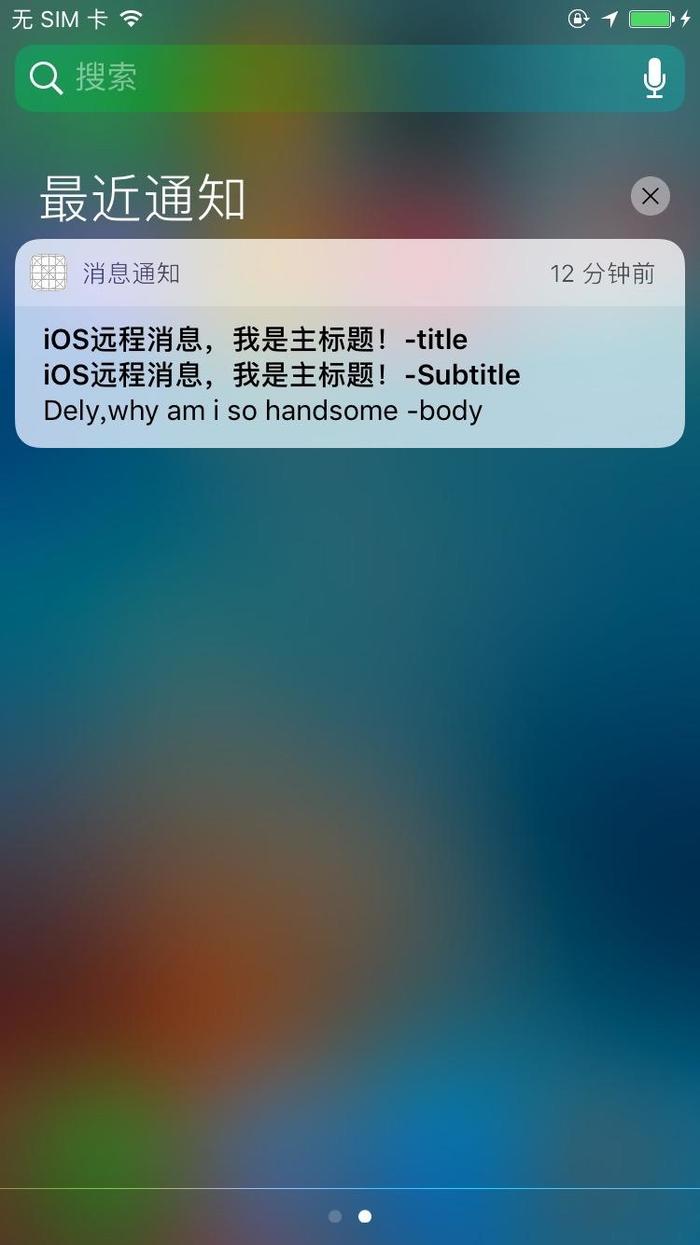 无 SIM 卡
搜索
最近通知
消息通知 12 分钟前
iOS远程消息，我是主标题！-title
iOS远程消息，我是主标题！-Subtitle
Dely,why am i so handsome -body